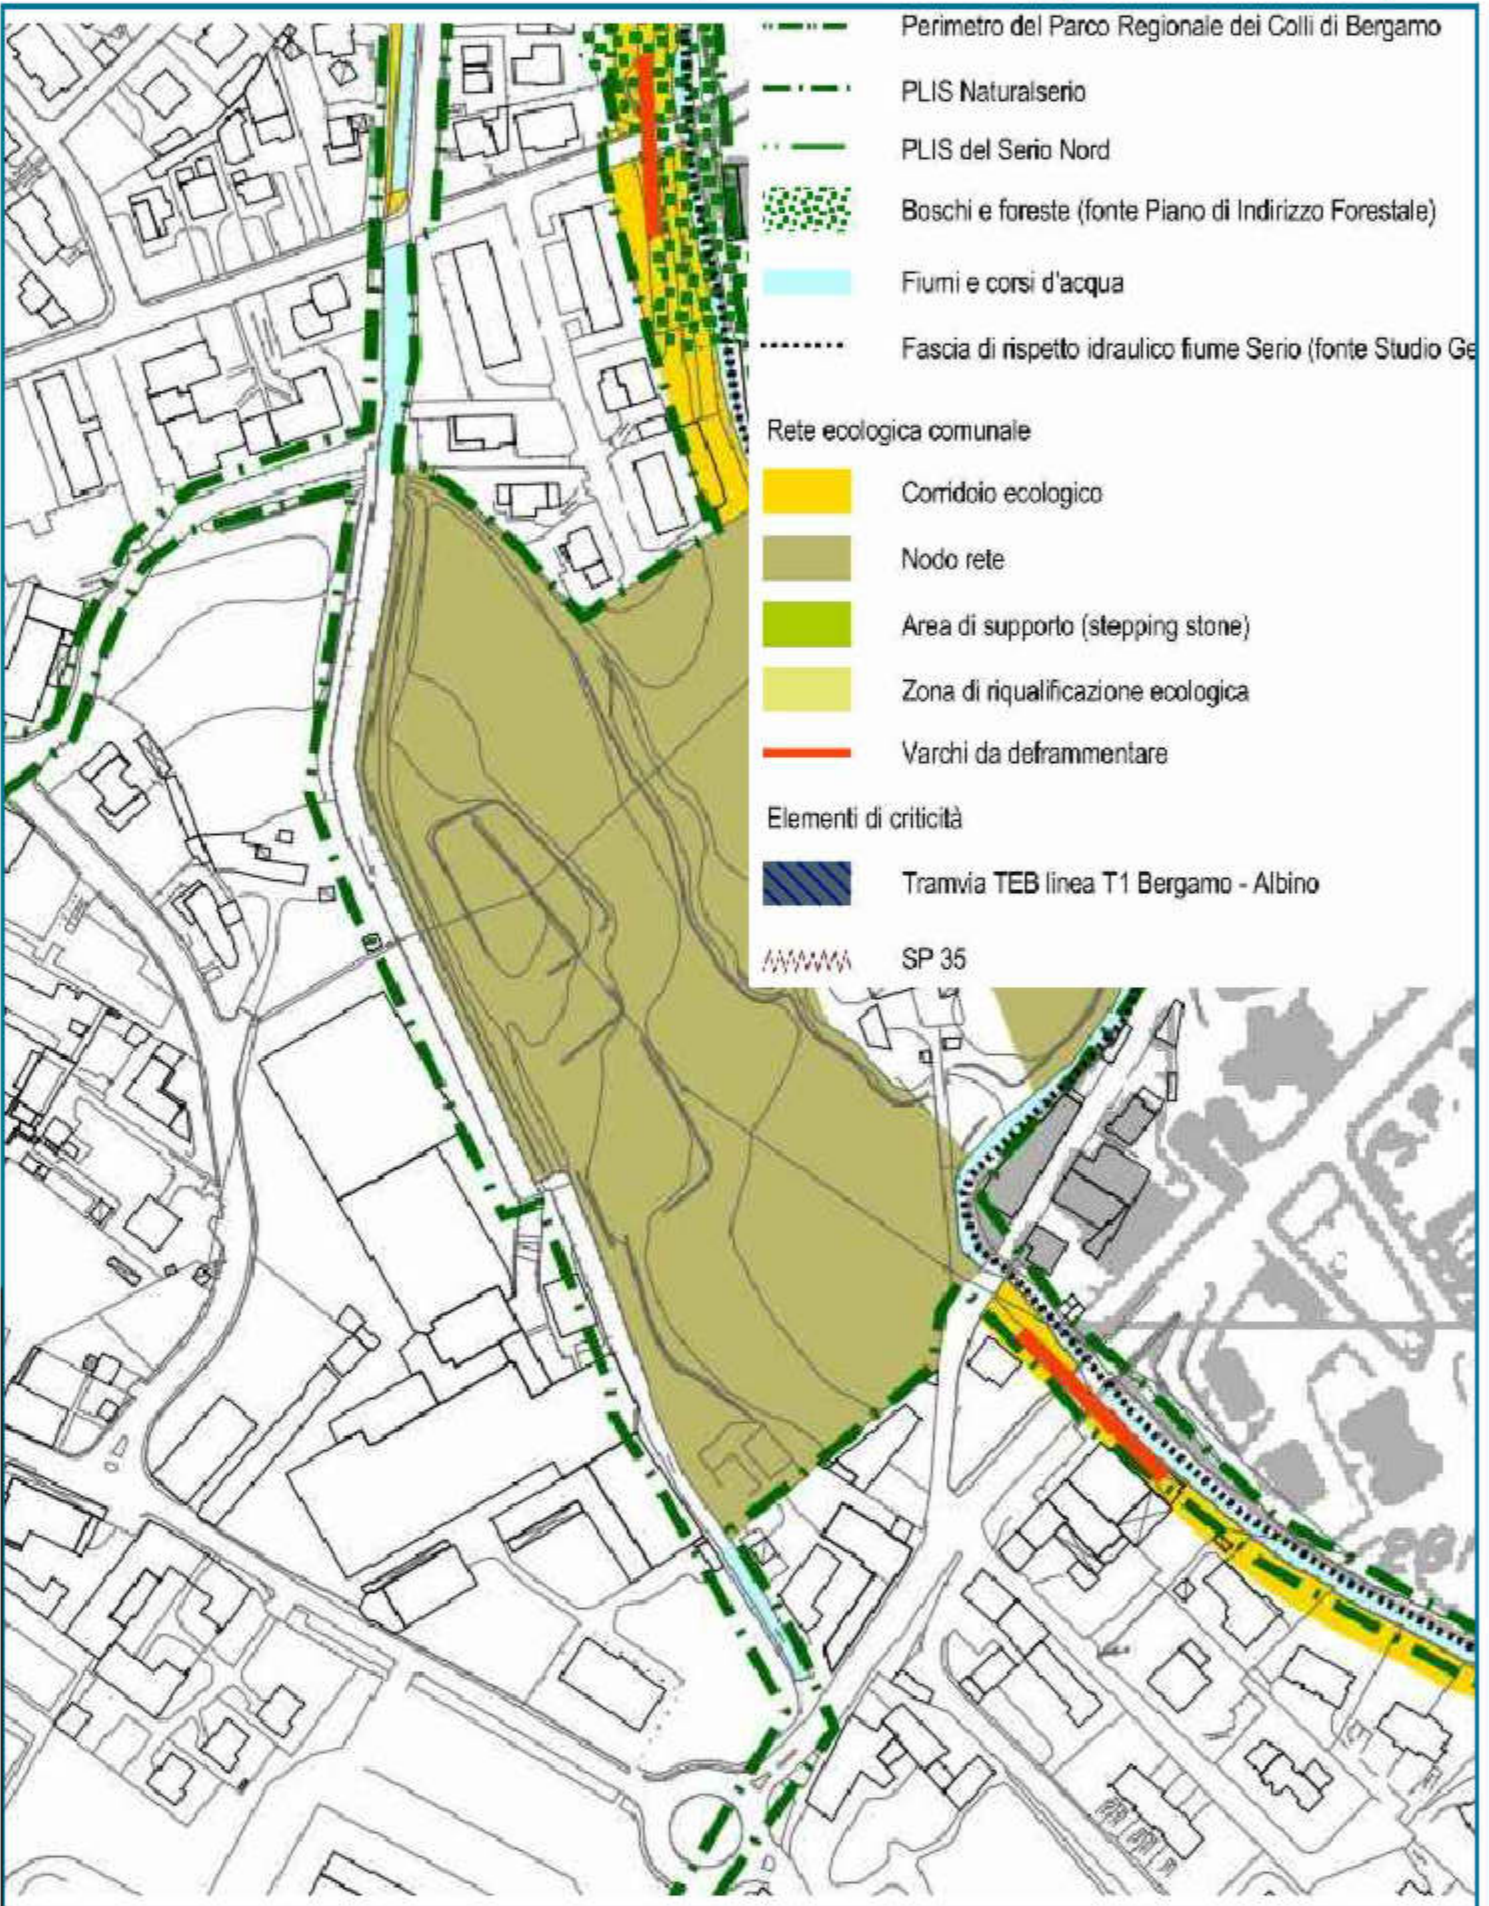 Perimetro del Parco Regionale dei Colli di Bergamo
PLIS Naturalserio
PLIS del Serio Nord
Boschi e foreste (fonte Piano di Indirizzo Forestale)
Fiumi e corsi d'acqua
Fascia di rispetto idraulico fiume Serio (fonte Studio Ge
Rete ecologica comunale
Corridoio ecologico
Nodo rete
Area di supporto (stepping stone)
Zona di riqualificazione ecologica
Varchi da deframmentare
Elementi di criticità
Tramvia TEB linea T1 Bergamo - Albino
SP 35